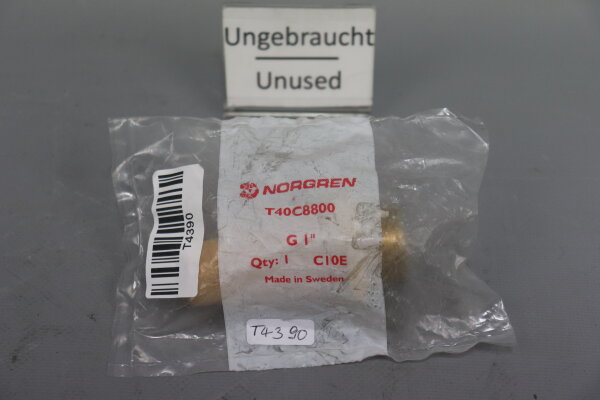 Ungebraucht
Unused
NORGREN
T40C8800
G 1"
Qty: 1 C10E
Made in Sweden
T4390
T4390